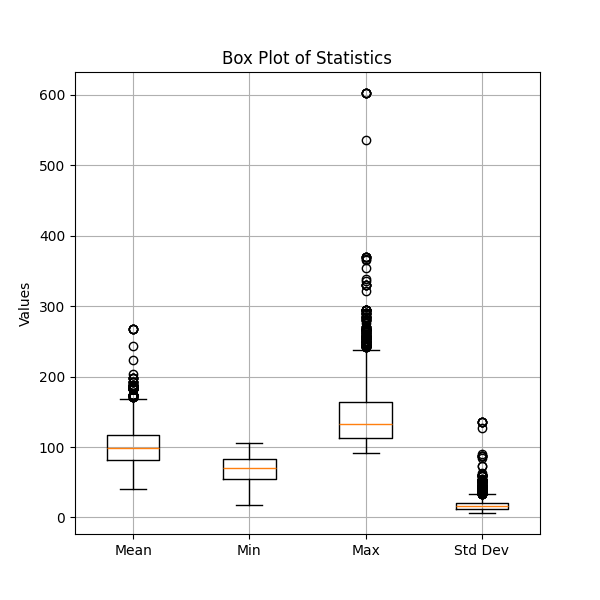 Box Plot of Statistics
600
500
400
300
200
100
0
Values
Mean
Min
Max
Std Dev